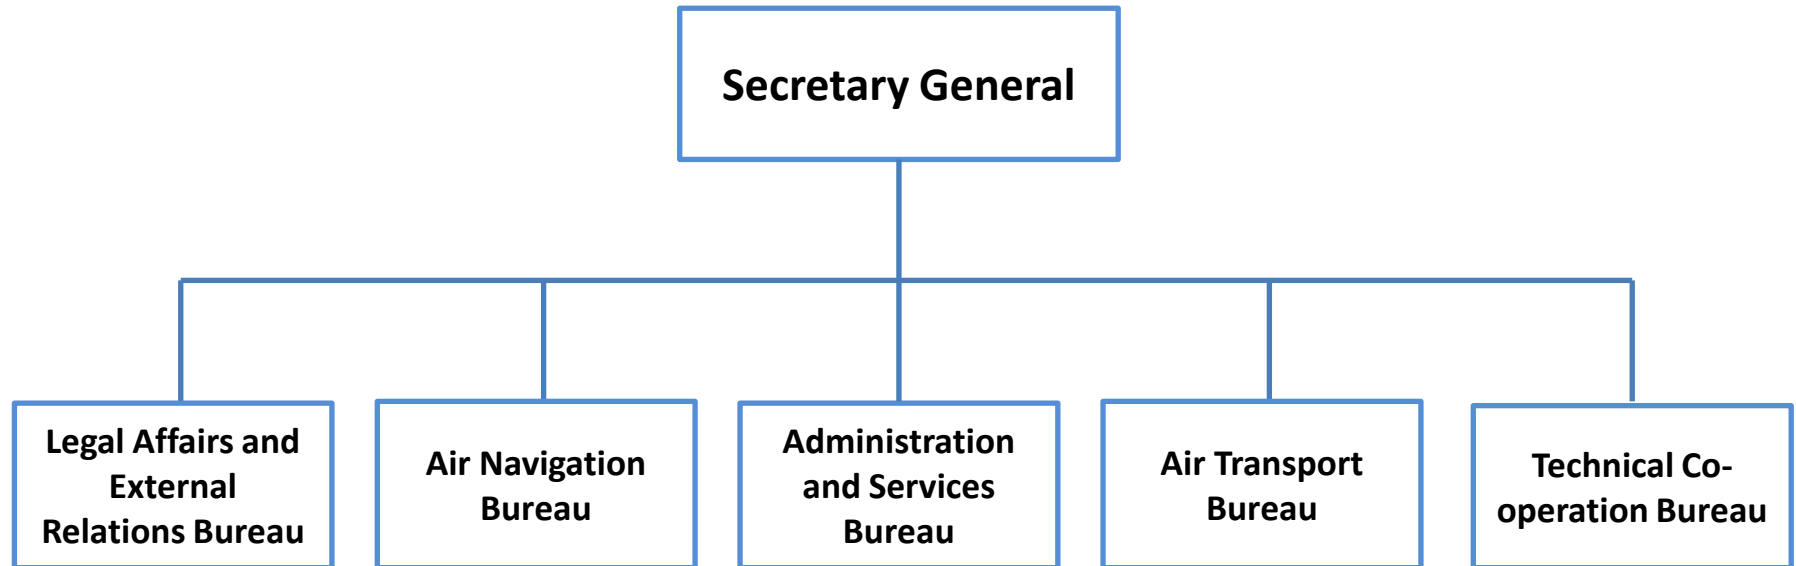 Secretary General
Legal Affairs and
External
Relations Bureau
Air Navigation
Bureau
Administration
and Services
Bureau
Air Transport
Bureau
Technical Co-
operation Bureau